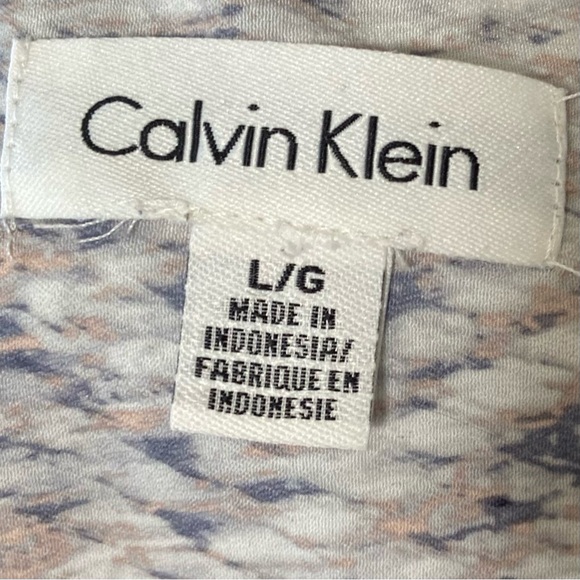 Calvin Klein
L/G
MADE IN
INDONESIA/
FABRIQUE EN
INDONESIE